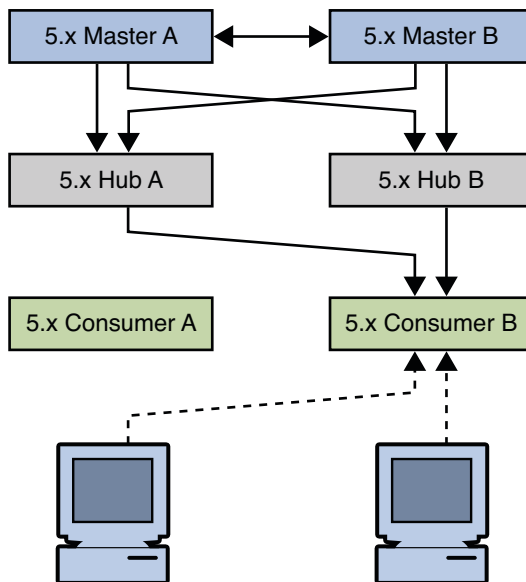 5.x Master A
5.x Master B
5.x Hub A
5.x Hub B
5.x Consumer A
5.x Consumer B